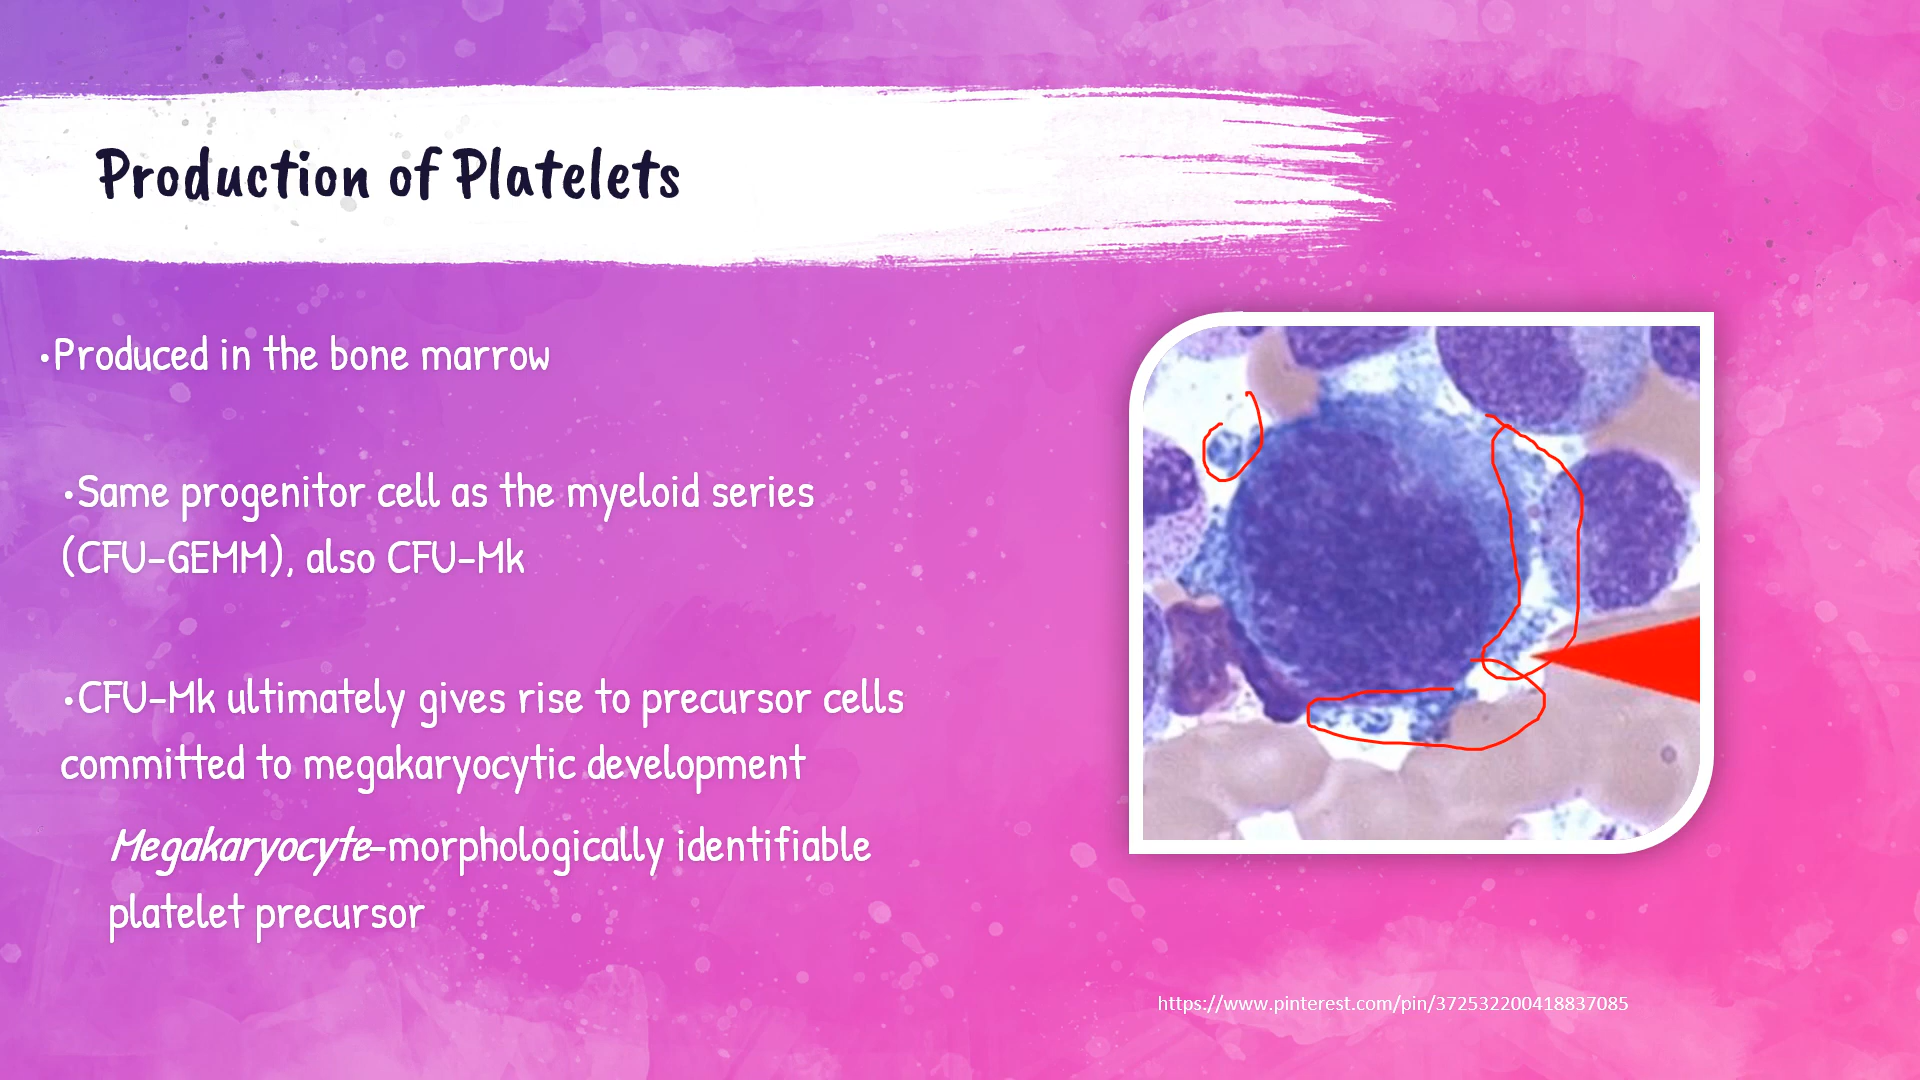 Production of Platelets
•Produced in the bone marrow
•Same progenitor cell as the myeloid series
(CFU-GEMM), also CFU-Mk
•CFU-Mk ultimately gives rise to precursor cells
committed to megakaryocytic development
Megakaryocyte-morphologically identifiable
platelet precursor
https://www.pinterest.com/pin/372532200418837085